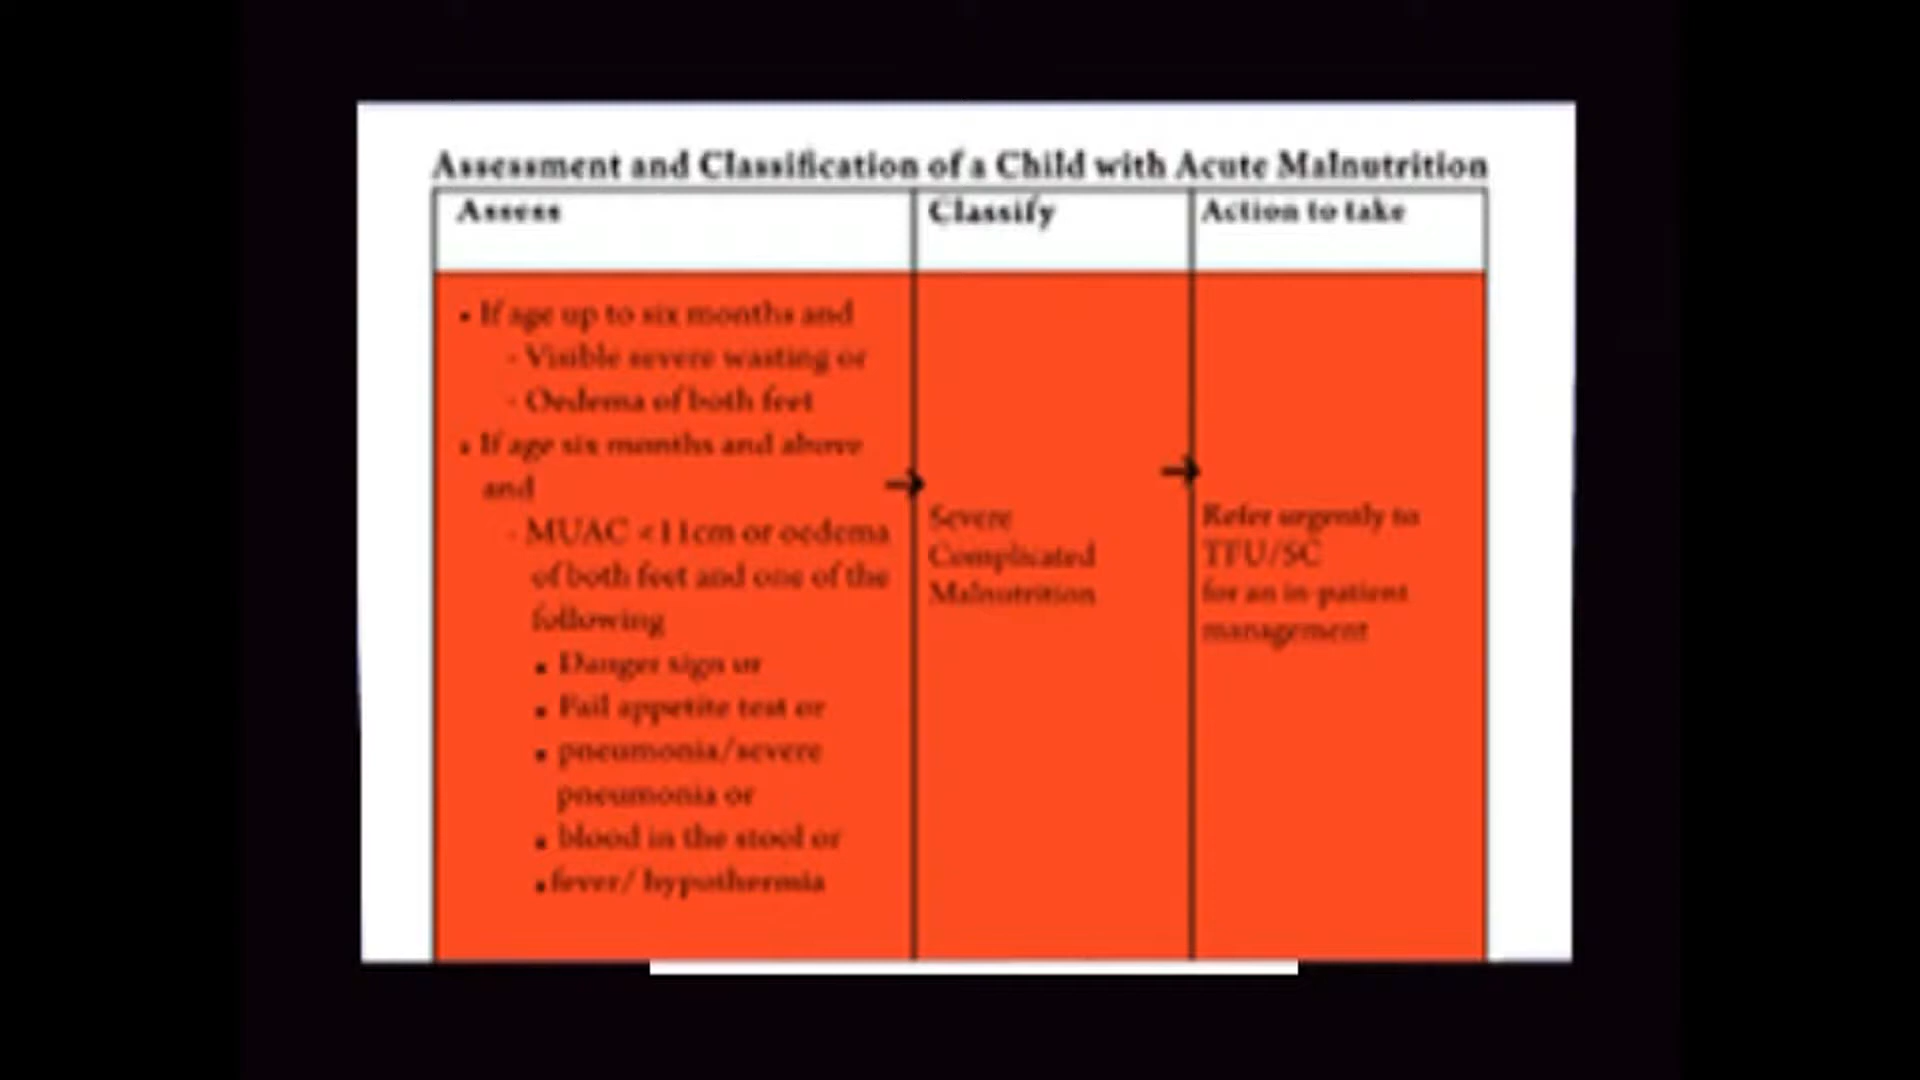 Assessment and Classification of a Child with Acute Malnutrition
Assess
Classify
Action to take
• If age up to six months and
- Visible severe wasting or
- Oedema of both feet
• If age six months and above
and
- MUAC <11cm or oedema
of both feet and one of the
following
▪ Danger sign or
▪ Fail appetite test or
▪ pneumonia/severe
pneumonia or
▪ blood in the stool or
▪ fever/ hypothermia
→
Severe
Complicated
Malnutrition
→
Refer urgently to
TFU/SC
for an in-patient
management